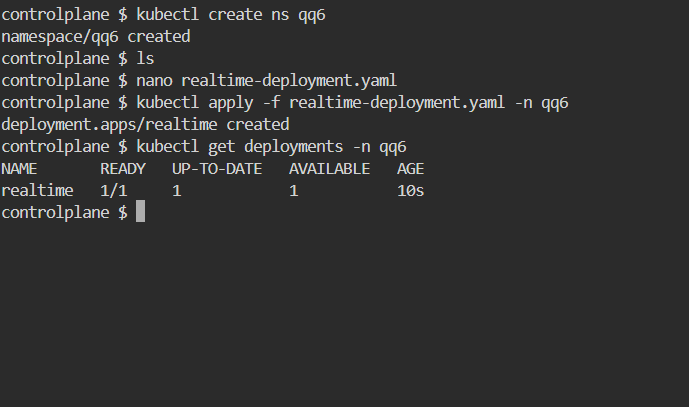 controlplane $ kubectl create ns qq6
namespace/qq6 created
controlplane $ ls
controlplane $ nano realtime-deployment.yaml
controlplane $ kubectl apply -f realtime-deployment.yaml -n qq6
deployment.apps/realtime created
controlplane $ kubectl get deployments -n qq6
NAME       READY   UP-TO-DATE   AVAILABLE   AGE
realtime   1/1     1            1           10s
controlplane $